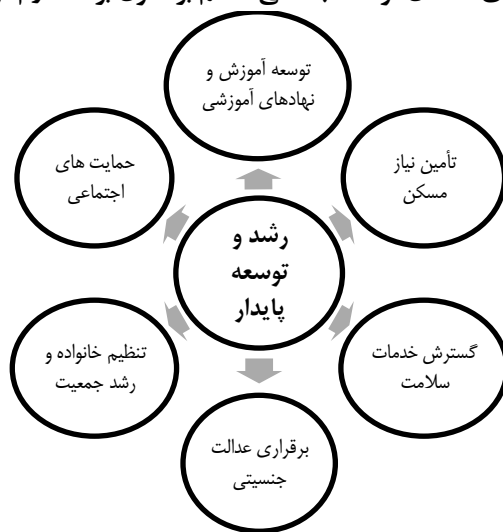 توسعه آموزش و
نهادهای آموزشی
حمایت های
اجتماعی
تأمین نیاز
مسکن
رشد و
توسعه
پایدار
تنظیم خانواده و
رشد جمعیت
گسترش خدمات
سلامت
برقراری عدالت
جنسیتی